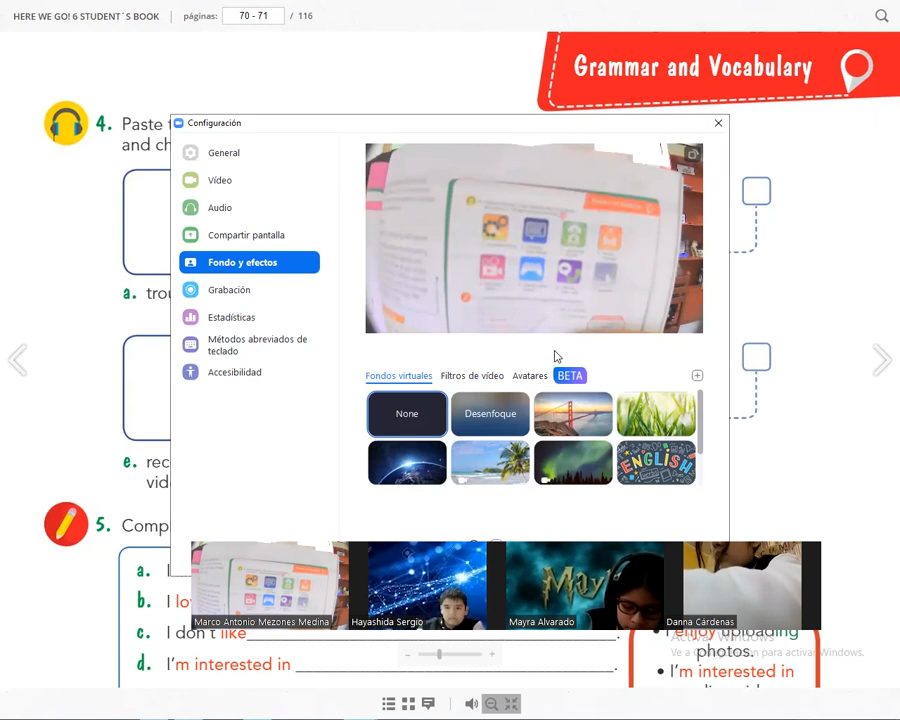 HERE WE GO! 6 STUDENT´S BOOK
páginas: 70 - 71 / 116
Grammar and Vocabulary
4. Paste
and ch
Configuración
General
Vídeo
Audio
Compartir pantalla
Fondo y efectos
Grabación
Estadísticas
Métodos abreviados de
teclado
Accesibilidad
Fondos virtuales
Filtros de vídeo
Avatares
BETA
None
Desenfoque
ENGLISH
a. trou
e. rec
vid
5. Comp
a. I
b. I lo
c. I don't like
d. I'm interested in
Marco Antonio Mezones Medina
Hayashida Sergio
May
Mayra Alvarado
Danna Cárdenas
• I enjoy uploading
photos.
• I'm interested in
Activar Windows
Ve a Configuración para activar Windows.